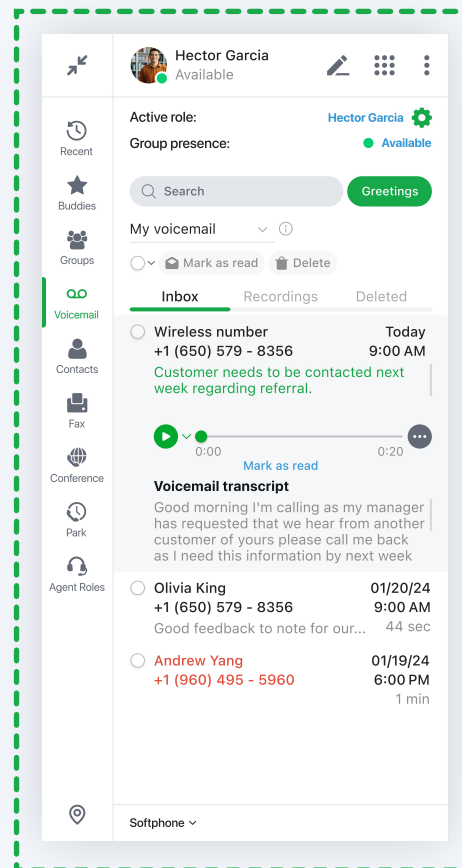 Hector Garcia
Available
Recent
Buddies
Groups
Voicemail
Contacts
Fax
Conference
Park
Agent Roles
Active role: Hector Garcia
Group presence: Available
Search Greetings
My voicemail
Mark as read Delete
Inbox Recordings Deleted
Wireless number Today
+1 (650) 579 - 8356 9:00 AM
Customer needs to be contacted next
week regarding referral.
0:00 0:20
Mark as read
Voicemail transcript
Good morning I'm calling as my manager
has requested that we hear from another
customer of yours please call me back
as I need this information by next week
Olivia King 01/20/24
+1 (650) 579 - 8356 9:00 AM
Good feedback to note for our... 44 sec
Andrew Yang 01/19/24
+1 (960) 495 - 5960 6:00 PM
1 min
Softphone